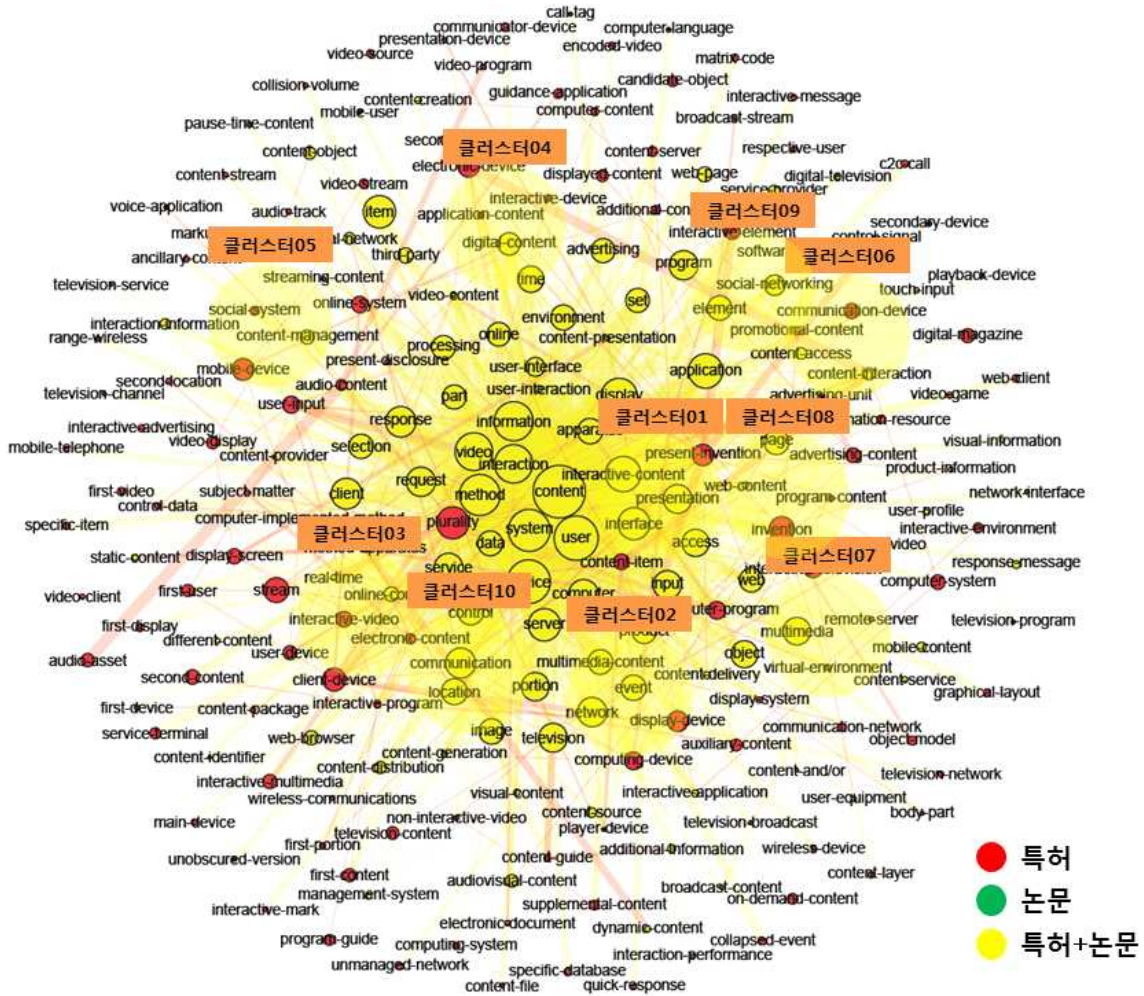 call-tag
communicator-device
computer-language
presentation-device
encoded-video
video-source
video-program
matrix-code
collision-volume
candidate-object
guidance-application
content-creation
interactive-message
mobile-user
computer-content
broadcast-stream
pause-time-content
클러스터04
content-object
content-server
respective-user
electronic-device
c2c-call
content-stream
video-stream
displayed-content
web-page
digital-television
service-provider
interactive-device
voice-application
audio-track
item
application-content
클러스터09
secondary-device
클러스터05
digital-content
advertising
interactive-element
control-signal
third-party
program
클러스터06
ancillary-content
streaming-content
time
social-networking
playback-device
television-service
video-content
set
touch-input
social-system
online-system
environment
element
communication-device
interaction-information
online
promotional-content
range-wireless
content-management
processing
content-presentation
digital-magazine
present-disclosure
content-access
mobile-device
user-interface
application
content-interaction
second-location
audio-content
user-interaction
web-client
television-channel
part
display
advertising-unit
video-game
user-input
클러스터01
클러스터08
interactive-advertising
response
information
mobile-telephone
video-display
selection
video
page
visual-information
content-provider
interaction
present-invention
advertising-content
request
interactive-content
product-information
first-video
subject-matter
client
method
content
presentation
web-content
program-content
network-interface
control-data
specific-item
plurality
interface
user-profile
클러스터03
system
user
invention
interactive-environment
data
access
video
static-content
display-screen
클러스터07
service
content-item
response-message
real-time
클러스터10
input
web
computer-system
video-client
first-user
stream
computer
클러스터02
first-display
interactive-video
control
server
remote-server
television-program
different-content
electronic-content
multimedia
audio-asset
user-device
communication
multimedia-content
object
mobile-content
second-content
client-device
content-delivery
virtual-environment
location
portion
event
content-service
graphical-layout
first-device
content-package
interactive-program
network
display-system
service-terminal
image
display-device
communication-network
web-browser
television
auxiliary-content
object-model
content-identifier
content-generation
computing-device
content-distribution
content-and/or
television-network
interactive-multimedia
visual-content
interactive-application
wireless-communications
user-equipment
main-device
non-interactive-video
content-source
television-broadcast
body-part
television-content
player-device
first-portion
additional-information
wireless-device
unobscured-version
content-guide
first-content
audiovisual-content
broadcast-content
content-layer
management-system
on-demand-content
interactive-mark
supplemental-content
electronic-document
dynamic-content
program-guide
computing-system
interaction-performance
collapsed-event
unmanaged-network
specific-database
content-file
quick-response
특허
논문
특허+논문